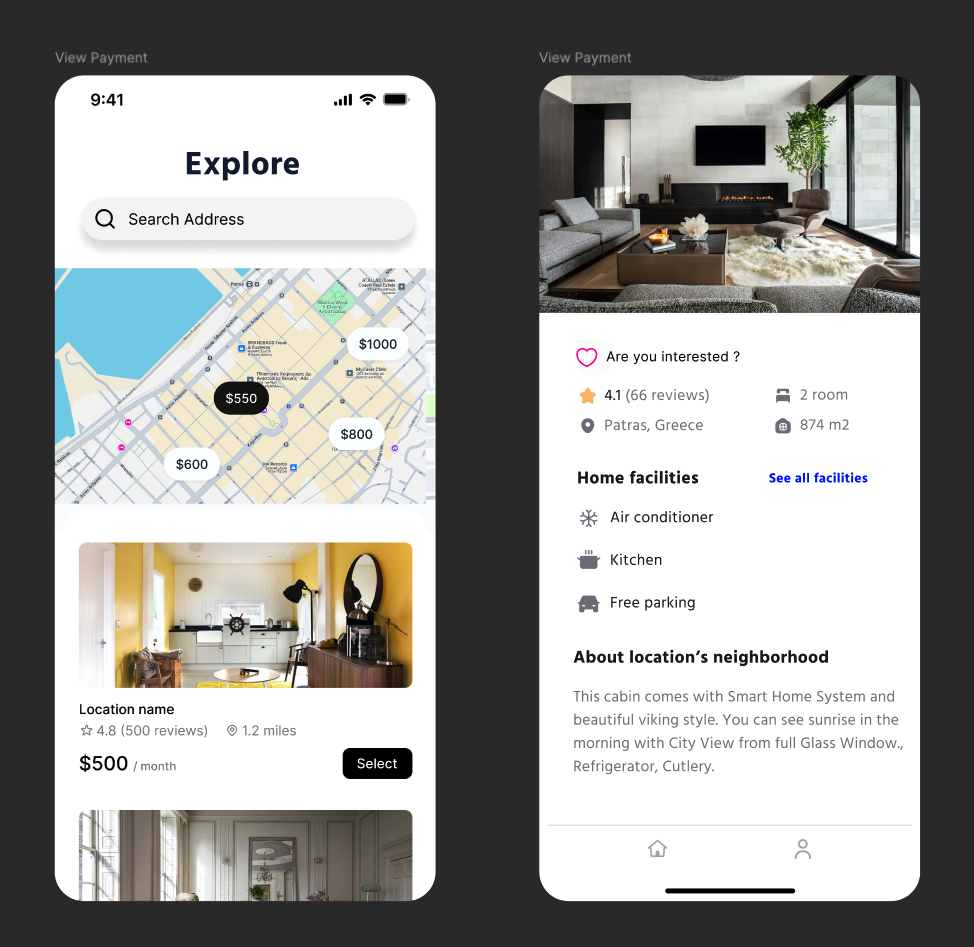 View Payment
9:41
Explore
Search Address
Patras
$1000
$550
$800
$600
Location name
4.8 (500 reviews)
1.2 miles
$500 / month
Select
View Payment
Are you interested ?
4.1 (66 reviews)
2 room
Patras, Greece
874 m2
Home facilities
See all facilities
Air conditioner
Kitchen
Free parking
About location’s neighborhood
This cabin comes with Smart Home System and
beautiful viking style. You can see sunrise in the
morning with City View from full Glass Window.,
Refrigerator, Cutlery.